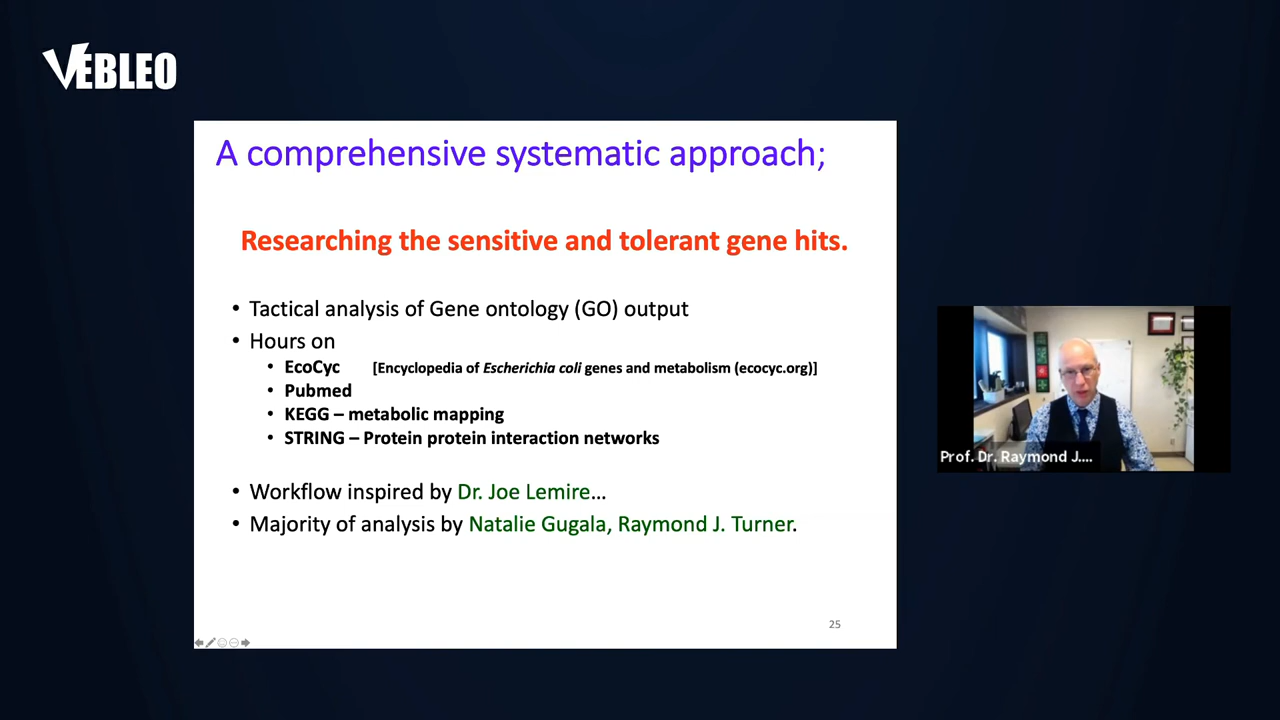 VEBLEO
A comprehensive systematic approach;
Researching the sensitive and tolerant gene hits.
• Tactical analysis of Gene ontology (GO) output
• Hours on
• EcoCyc [Encyclopedia of Escherichia coli genes and metabolism (ecocyc.org)]
• Pubmed
• KEGG – metabolic mapping
• STRING – Protein protein interaction networks
• Workflow inspired by Dr. Joe Lemire…
• Majority of analysis by Natalie Gugala, Raymond J. Turner.
25
Prof. Dr. Raymond J....